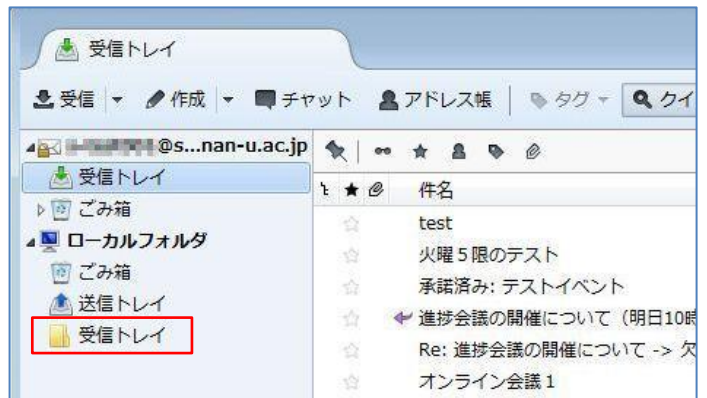 受信トレイ
受信 作成 チャット アドレス帳 タグ クイ
@s...nan-u.ac.jp
受信トレイ
ごみ箱
ローカルフォルダ
ごみ箱
送信トレイ
受信トレイ
件名
test
火曜５限のテスト
承諾済み: テストイベント
進捗会議の開催について（明日10時
Re: 進捗会議の開催について -> 欠
オンライン会議１